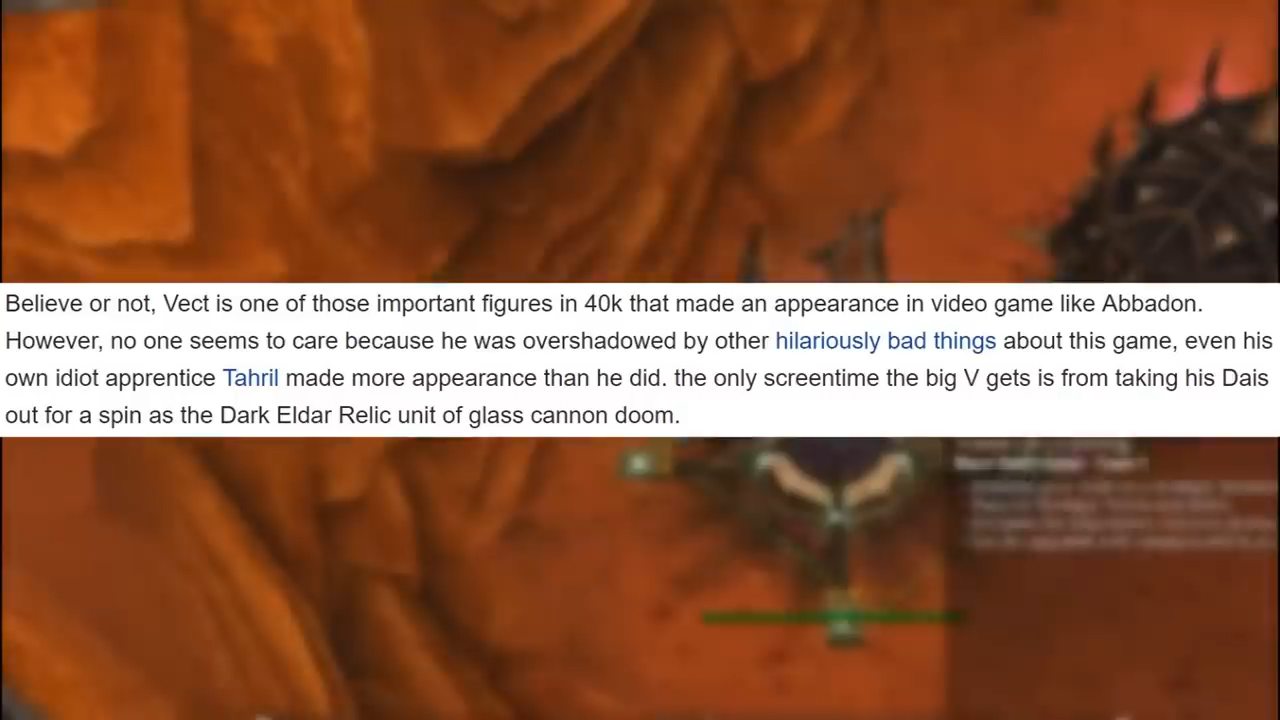 Believe or not, Vect is one of those important figures in 40k that made an appearance in video game like Abbadon.
However, no one seems to care because he was overshadowed by other hilariously bad things about this game, even his
own idiot apprentice Tahril made more appearance than he did. the only screentime the big V gets is from taking his Dais
out for a spin as the Dark Eldar Relic unit of glass cannon doom.